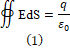 ∯ EdS = q/ε₀
(1)